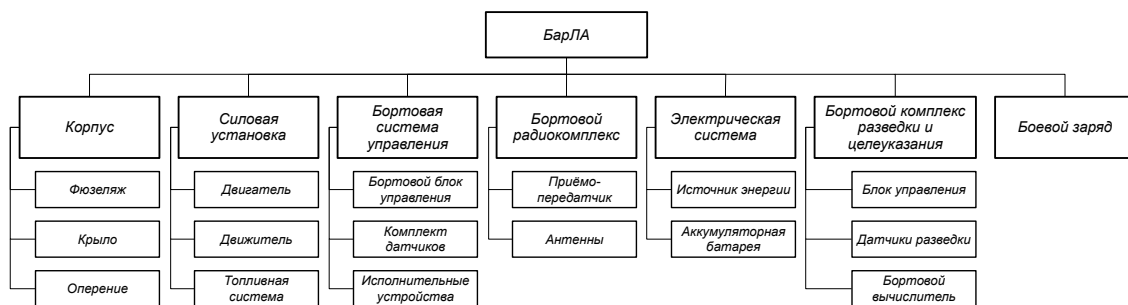 БарЛА
Корпус
Силовая
установка
Бортовая
система
управления
Бортовой
радиокомплекс
Электрическая
система
Бортовой комплекс
разведки и
целеуказания
Боевой заряд
Фюзеляж
Крыло
Оперение
Двигатель
Движитель
Топливная
система
Бортовой блок
управления
Комплект
датчиков
Исполнительные
устройства
Приёмо-
передатчик
Антенны
Источник энергии
Аккумуляторная
батарея
Блок управления
Датчики разведки
Бортовой
вычислитель